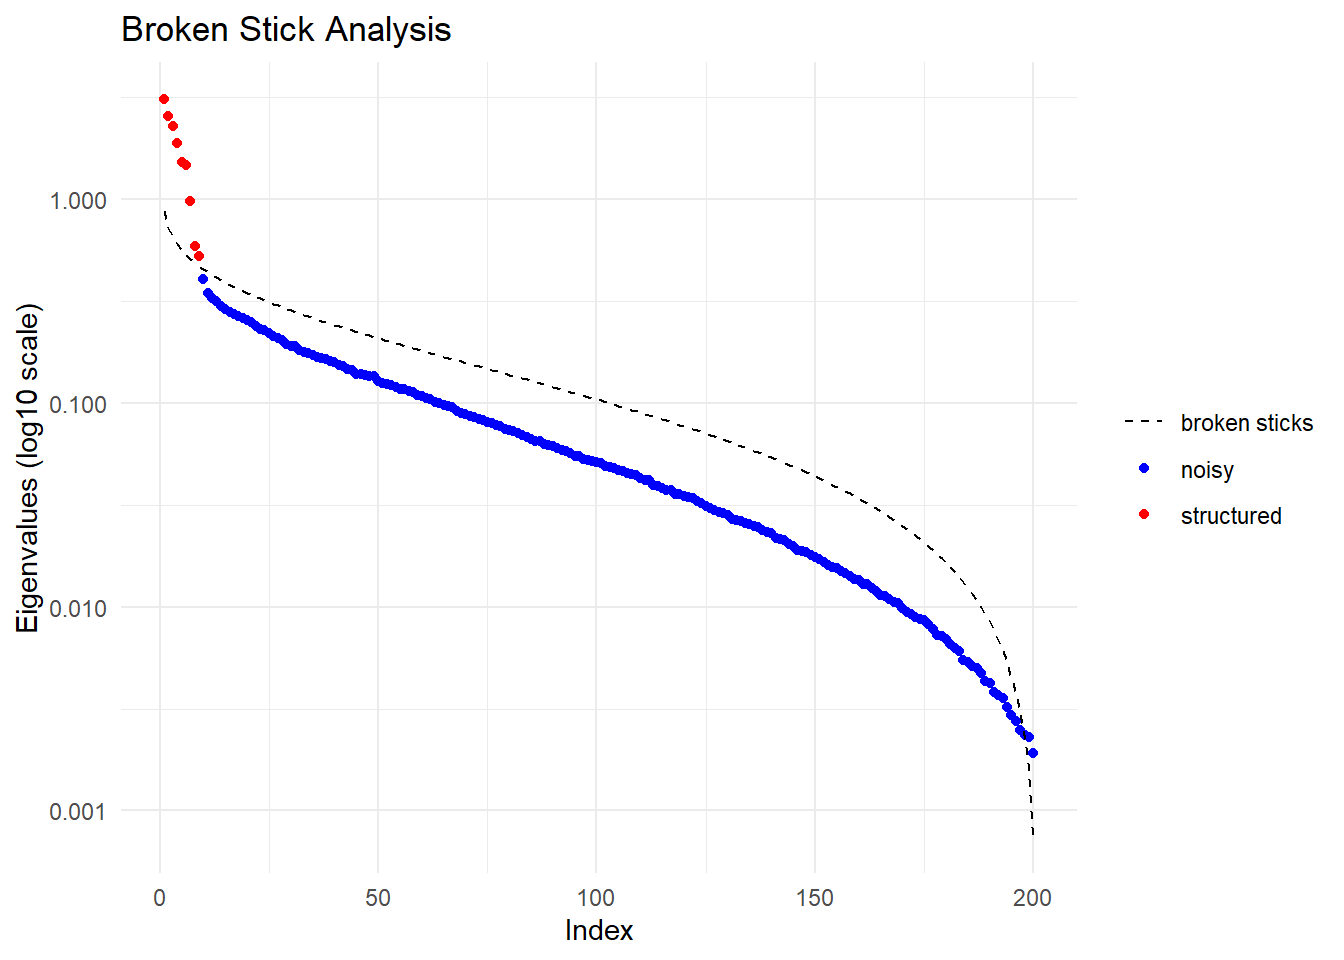 Broken Stick Analysis
Eigenvalues (log10 scale)
1.000
0.100
0.010
0.001
0
50
100
150
200
Index
broken sticks
noisy
structured